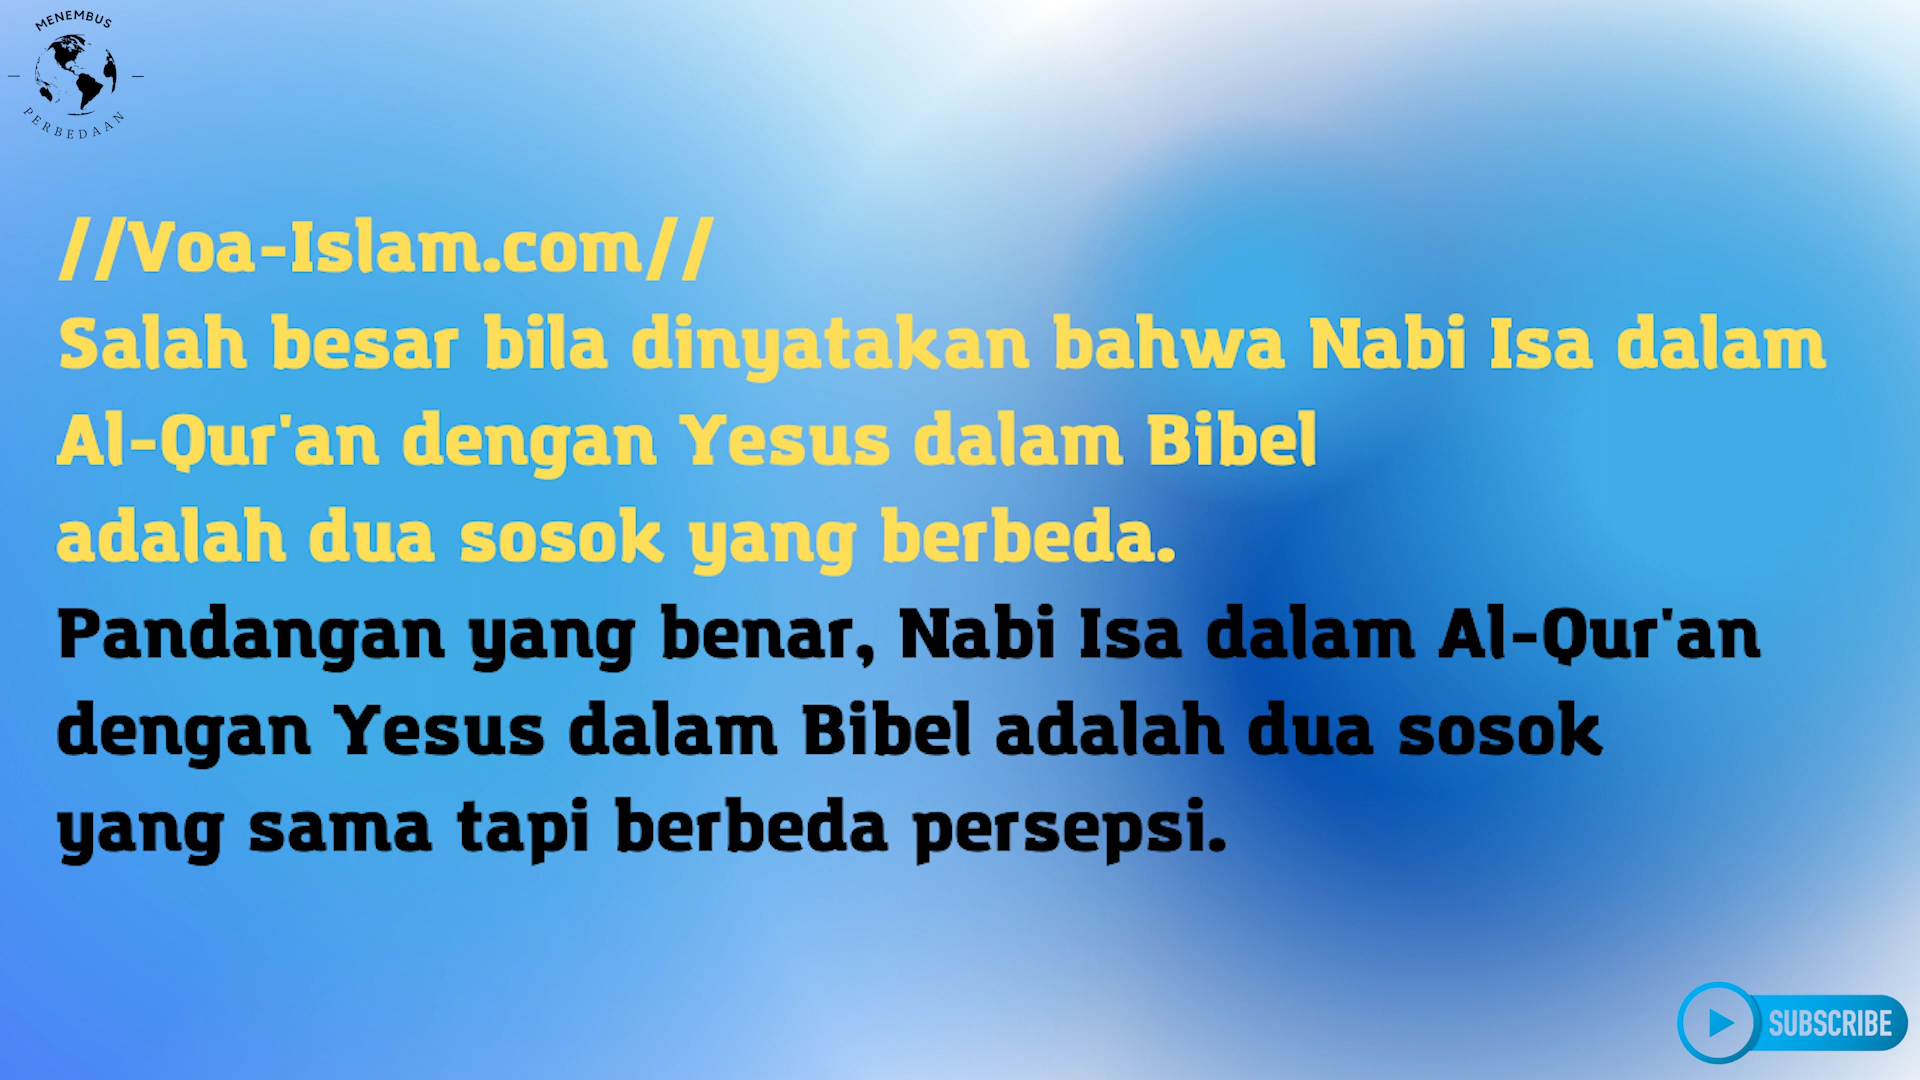 MENEMBUS
PERBEDAAN
//Voa-Islam.com//
Salah besar bila dinyatakan bahwa Nabi Isa dalam
Al-Qur'an dengan Yesus dalam Bibel
adalah dua sosok yang berbeda.
Pandangan yang benar, Nabi Isa dalam Al-Qur'an
dengan Yesus dalam Bibel adalah dua sosok
yang sama tapi berbeda persepsi.
SUBSCRIBE